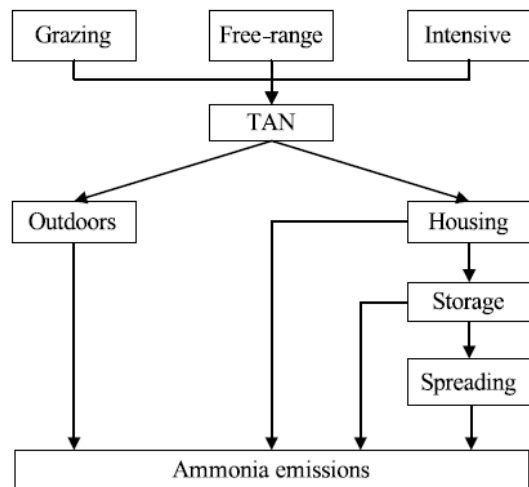 Grazing
Free-range
Intensive
TAN
Outdoors
Housing
Storage
Spreading
Ammonia emissions